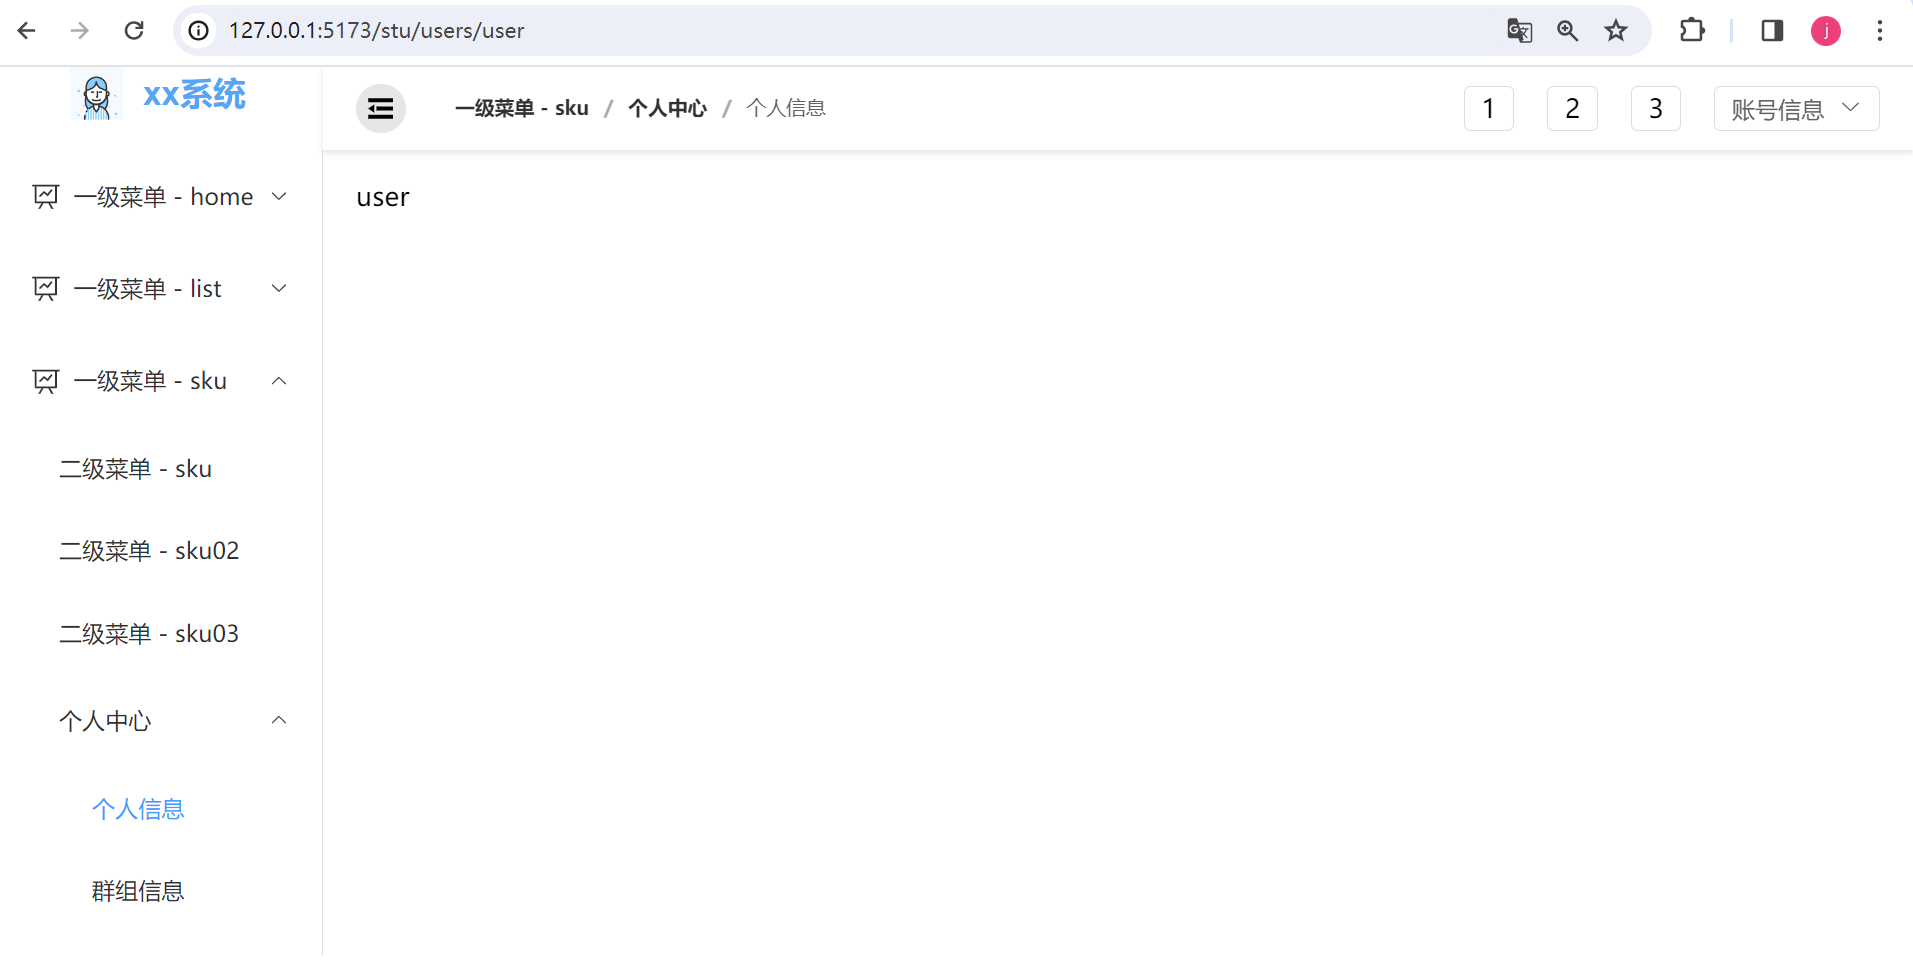 127.0.0.1:5173/stu/users/user
j
xx系统
一级菜单 - sku / 个人中心 / 个人信息
1
2
3
账号信息
一级菜单 - home
一级菜单 - list
一级菜单 - sku
二级菜单 - sku
二级菜单 - sku02
二级菜单 - sku03
个人中心
个人信息
群组信息
user